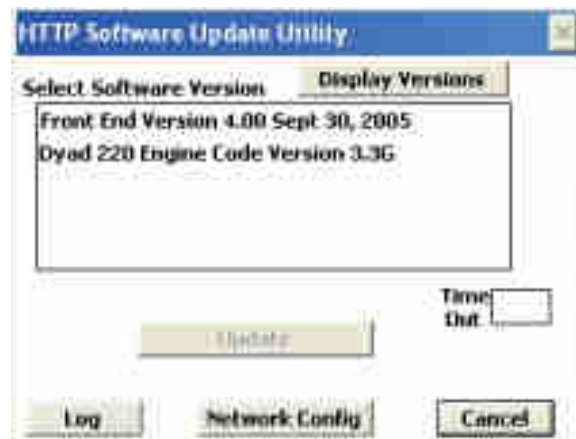 HTTP Software Update Utility
Select Software Version
Display Versions
Front End Version 4.00 Sept 30, 2005
Dyad 220 Engine Code Version 3.3G
Time Out
Update
Log
Network Config
Cancel